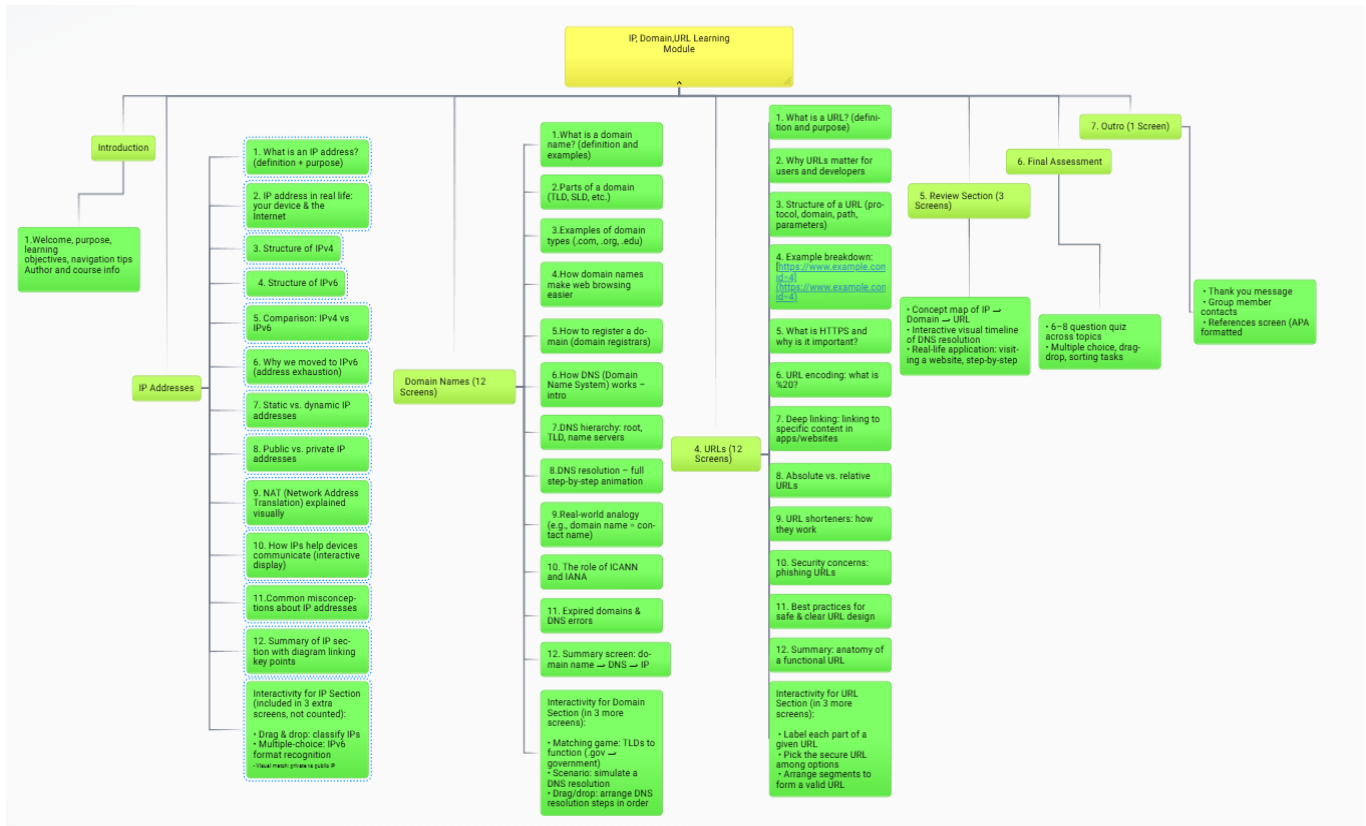 IP, Domain,URL Learning
Module
Introduction
1.Welcome, purpose,
learning
objectives, navigation tips
Author and course info
IP Addresses
1. What is an IP address?
(definition + purpose)
2. IP address in real life:
your device & the
Internet
3. Structure of IPv4
4. Structure of IPv6
5. Comparison: IPv4 vs
IPv6
6. Why we moved to IPv6
(address exhaustion)
7. Static vs. dynamic IP
addresses
8. Public vs. private IP
addresses
9. NAT (Network Address
Translation) explained
visually
10. How IPs help devices
communicate (interactive
display)
11.Common misconcep-
tions about IP addresses
12. Summary of IP sec-
tion with diagram linking
key points
Interactivity for IP Section
(included in 3 extra
screens, not counted):
• Drag & drop: classify IPs
• Multiple-choice: IPv6
format recognition
• Visual match: private vs public IP
Domain Names (12
Screens)
1.What is a domain
name? (definition and
examples)
2.Parts of a domain
(TLD, SLD, etc.)
3.Examples of domain
types (.com, .org, .edu)
4.How domain names
make web browsing
easier
5.How to register a do-
main (domain registrars)
6.How DNS (Domain
Name System) works –
intro
7.DNS hierarchy: root,
TLD, name servers
8.DNS resolution – full
step-by-step animation
9.Real-world analogy
(e.g., domain name = con-
tact name)
10. The role of ICANN
and IANA
11. Expired domains &
DNS errors
12. Summary screen: do-
main name → DNS → IP
Interactivity for Domain
Section (in 3 more
screens):
• Matching game: TLDs to
function (.gov →
government)
• Scenario: simulate a
DNS resolution
• Drag/drop: arrange DNS
resolution steps in order
4. URLs (12
Screens)
1. What is a URL? (defini-
tion and purpose)
2. Why URLs matter for
users and developers
3. Structure of a URL (pro-
tocol, domain, path,
parameters)
4. Example breakdown:
[https://www.example.con
id=4]
(https://www.example.con
id=4)
5. What is HTTPS and
why is it important?
6. URL encoding: what is
%20?
7. Deep linking: linking to
specific content in
apps/websites
8. Absolute vs. relative
URLs
9. URL shorteners: how
they work
10. Security concerns:
phishing URLs
11. Best practices for
safe & clear URL design
12. Summary: anatomy of
a functional URL
Interactivity for URL
Section (in 3 more
screens):
• Label each part of a
given URL
• Pick the secure URL
among options
• Arrange segments to
form a valid URL
5. Review Section (3
Screens)
• Concept map of IP →
Domain → URL
• Interactive visual timeline
of DNS resolution
• Real-life application: visit-
ing a website, step-by-step
6. Final Assessment
• 6–8 question quiz
across topics
• Multiple choice, drag-
drop, sorting tasks
7. Outro (1 Screen)
• Thank you message
• Group member
contacts
• References screen (APA
formatted